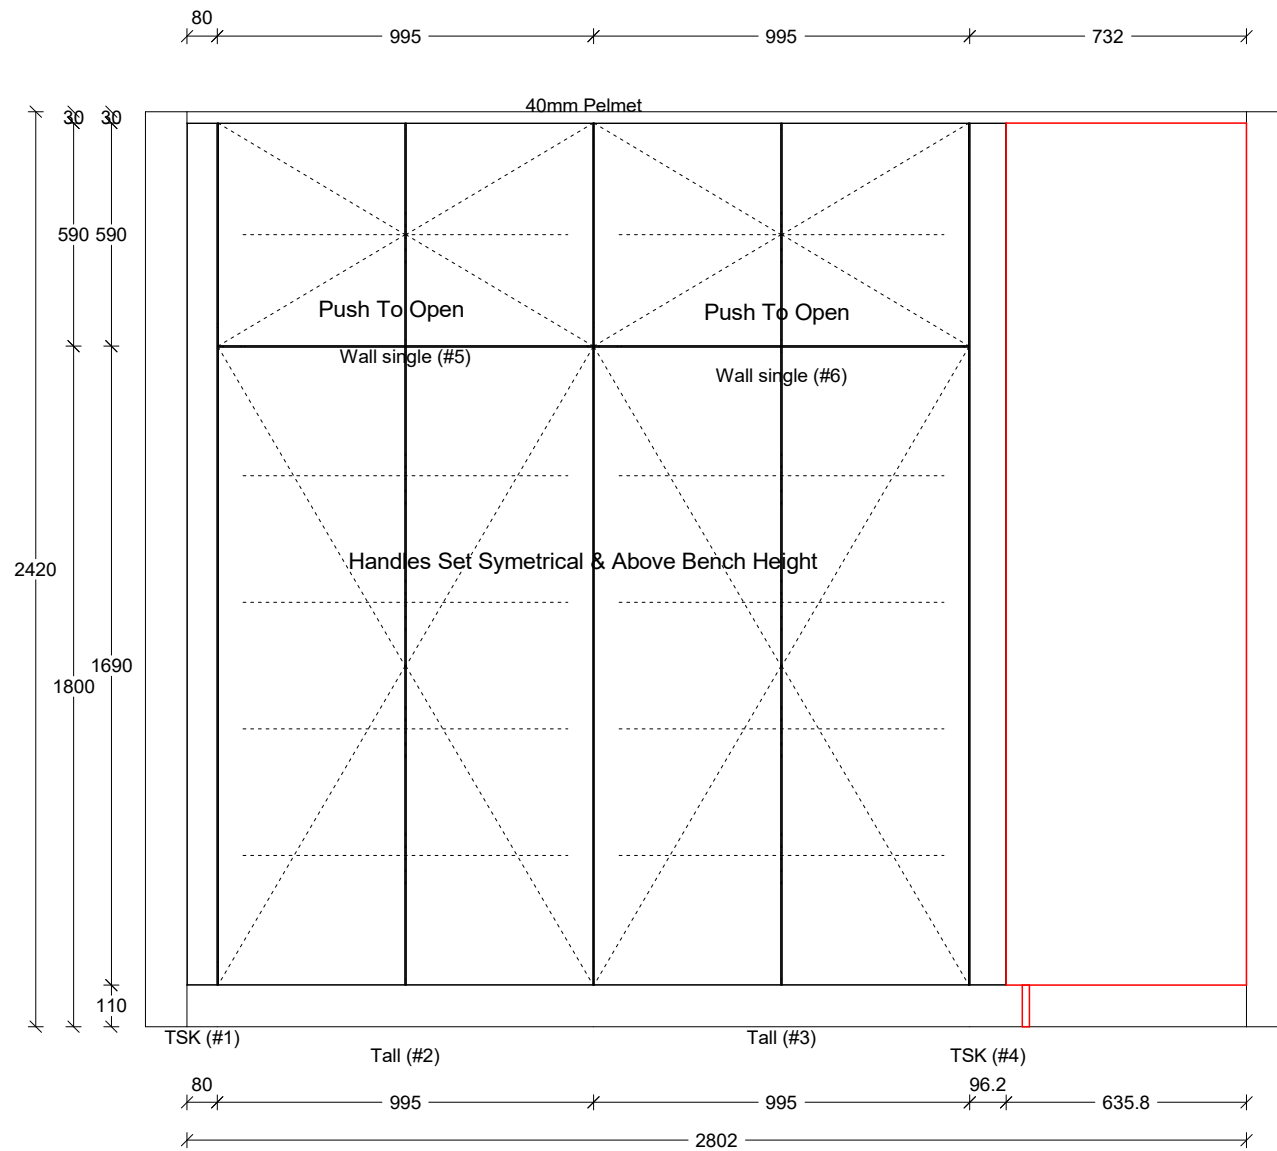 80
995
995
732
40mm Pelmet
30
30
590
590
Push To Open
Push To Open
Wall single (#5)
Wall single (#6)
Handles Set Symetrical & Above Bench Height
2420
1690
1800
110
TSK (#1)
Tall (#3)
Tall (#2)
TSK (#4)
80
96.2
995
995
635.8
2802